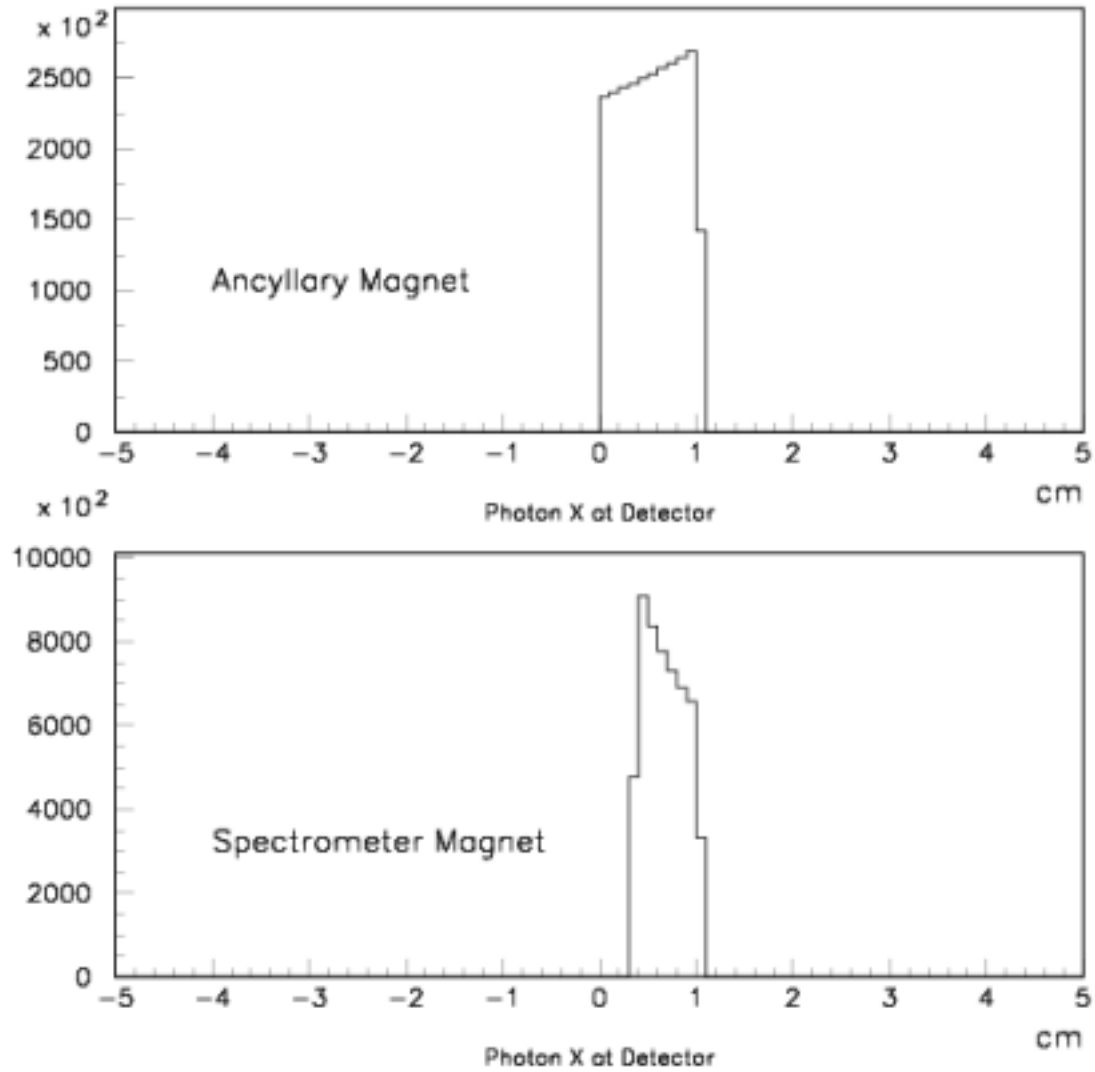 x 10²
2500
2000
1500
1000
500
0
Ancyllary Magnet
-5 -4 -3 -2 -1 0 1 2 3 4 5
cm
Photon X at Detector
x 10²
10000
8000
6000
4000
2000
0
Spectrometer Magnet
-5 -4 -3 -2 -1 0 1 2 3 4 5
cm
Photon X at Detector